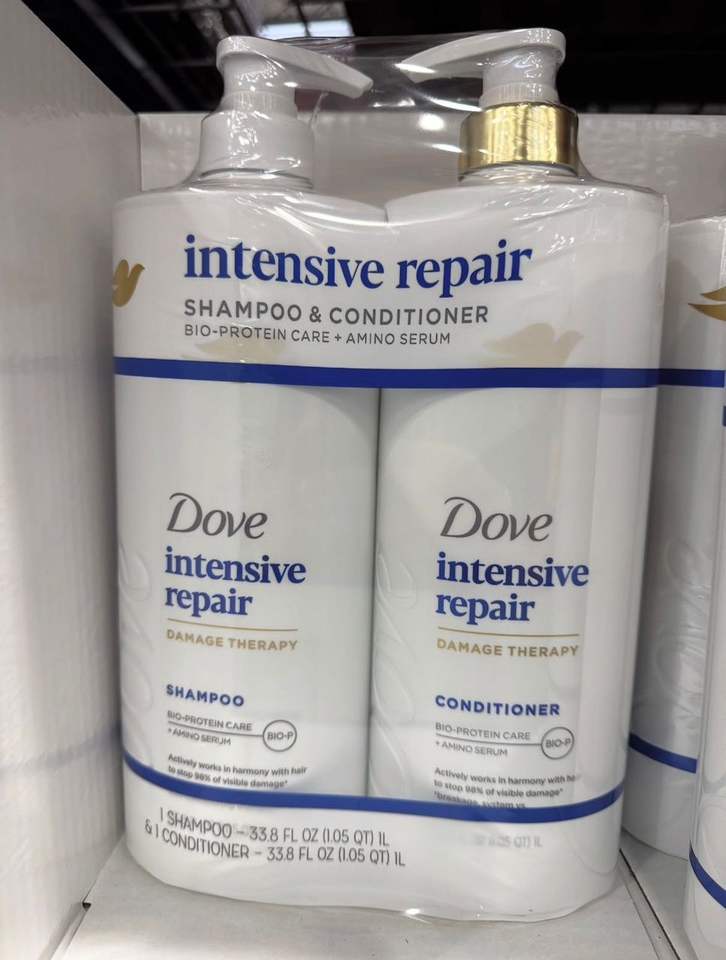 intensive repair
SHAMPOO & CONDITIONER
BIO-PROTEIN CARE + AMINO SERUM
Dove
intensive
repair
DAMAGE THERAPY
SHAMPOO
BIO-PROTEIN CARE
+ AMINO SERUM
BIO-P
Actively works in harmony with hair
to stop 98% of visible damage*
Dove
intensive
repair
DAMAGE THERAPY
CONDITIONER
BIO-PROTEIN CARE
+ AMINO SERUM
BIO-P
Actively works in harmony with
to stop 98% of visible damage*
*breakage, system vs.
1 SHAMPOO – 33.8 FL OZ (1.05 QT) 1L
& 1 CONDITIONER – 33.8 FL OZ (1.05 QT) 1L